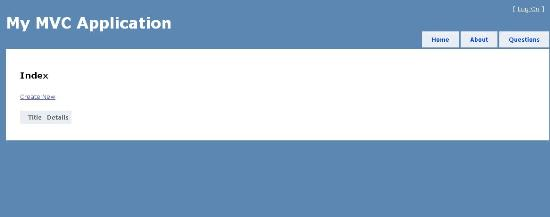 [ Log On ]
My MVC Application
Home About Questions
Index
Create New
Title Details